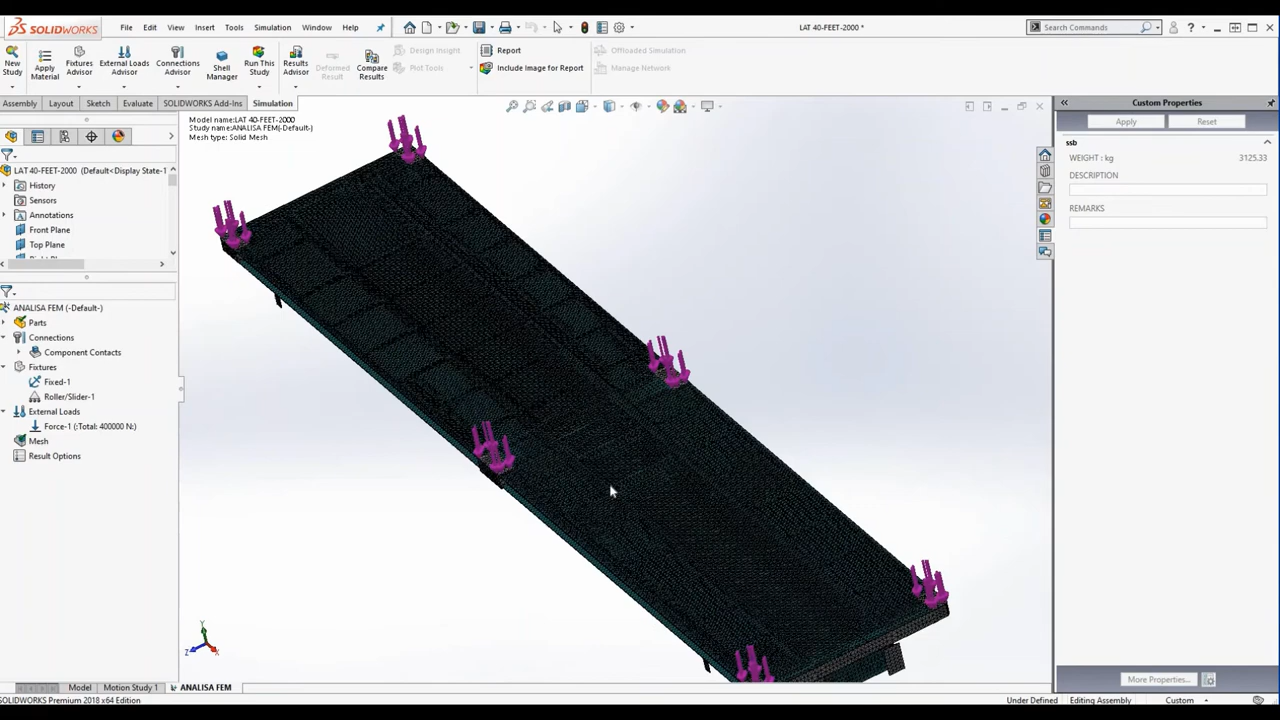 SOLIDWORKS File Edit View Insert Tools Simulation Window Help LAT 40-FEET-2000 * Search Commands
New Study
Apply Material
Fixtures Advisor
External Loads Advisor
Connections Advisor
Shell Manager
Run This Study
Results Advisor
Deformed Result
Compare Results
Design Insight
Plot Tools
Report
Include Image for Report
Offloaded Simulation
Manage Network
Assembly Layout Sketch Evaluate SOLIDWORKS Add-Ins Simulation
Custom Properties
Model name:LAT 40-FEET-2000
Study name:ANALISA FEM(-Default-)
Mesh type: Solid Mesh
Apply Reset
ssb
WEIGHT : kg 3125.33
DESCRIPTION
REMARKS
LAT 40-FEET-2000 (Default<Display State-1
History
Sensors
Annotations
Front Plane
Top Plane
ANALISA FEM (-Default-)
Parts
Connections
Component Contacts
Fixtures
Fixed-1
Roller/Slider-1
External Loads
Force-1 (:Total: 400000 N:)
Mesh
Result Options
Y
Z X
More Properties...
Model Motion Study 1 ANALISA FEM
SOLIDWORKS Premium 2018 x64 Edition Under Defined Editing Assembly Custom